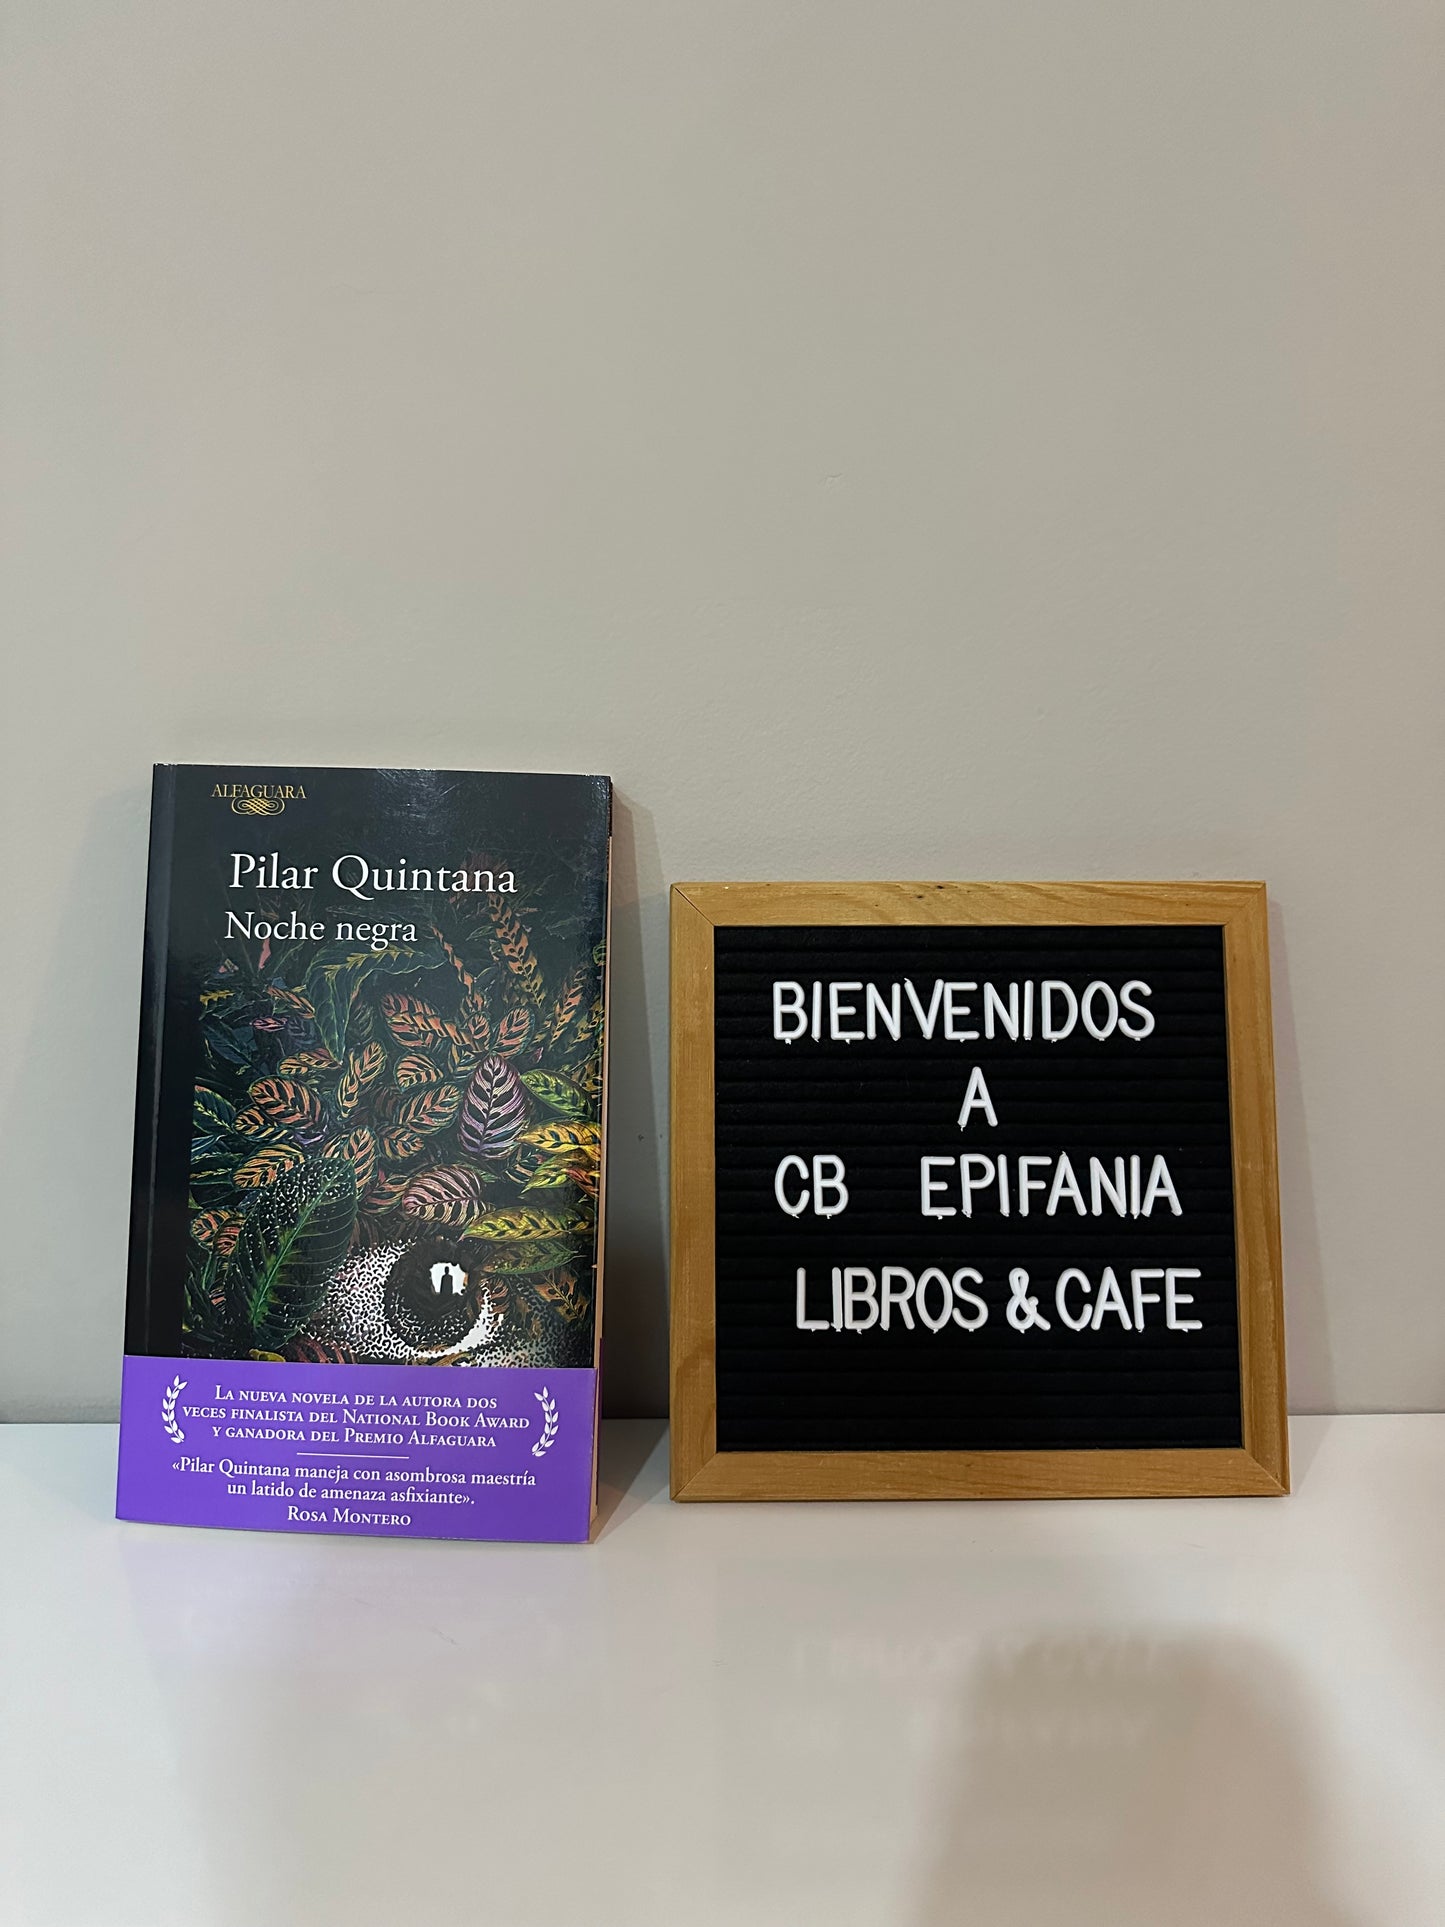 ALFAGUARA
Pilar Quintana
Noche negra
LA NUEVA NOVELA DE LA AUTORA DOS
VECES FINALISTA DEL NATIONAL BOOK AWARD
Y GANADORA DEL PREMIO ALFAGUARA
«Pilar Quintana maneja con asombrosa maestría
un latido de amenaza asfixiante».
ROSA MONTERO
BIENVENIDOS
A
CB EPIFANIA
LIBROS & CAFE